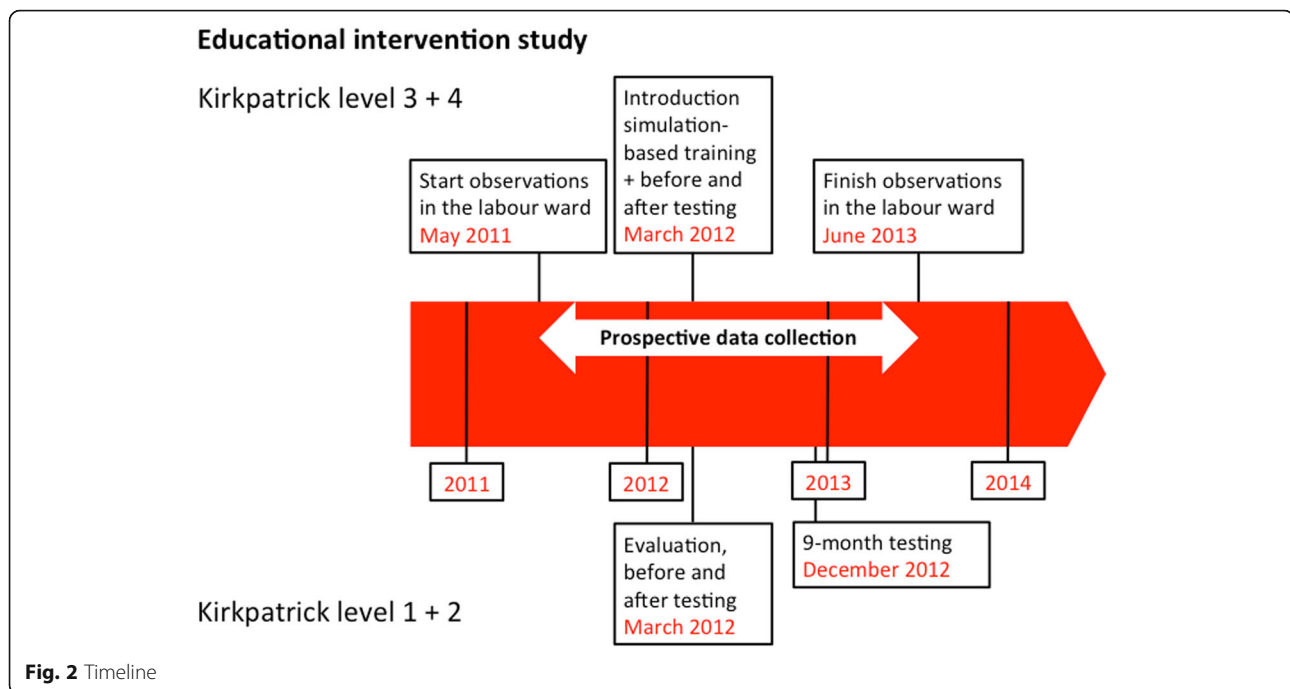 Educational intervention study
Kirkpatrick level 3 + 4
Start observations
in the labour ward
May 2011
Introduction
simulation-
based training
+ before and
after testing
March 2012
Finish observations
in the labour ward
June 2013
Prospective data collection
2011
2012
2013
2014
Evaluation,
before and
after testing
March 2012
9-month testing
December 2012
Kirkpatrick level 1 + 2
Fig. 2 Timeline